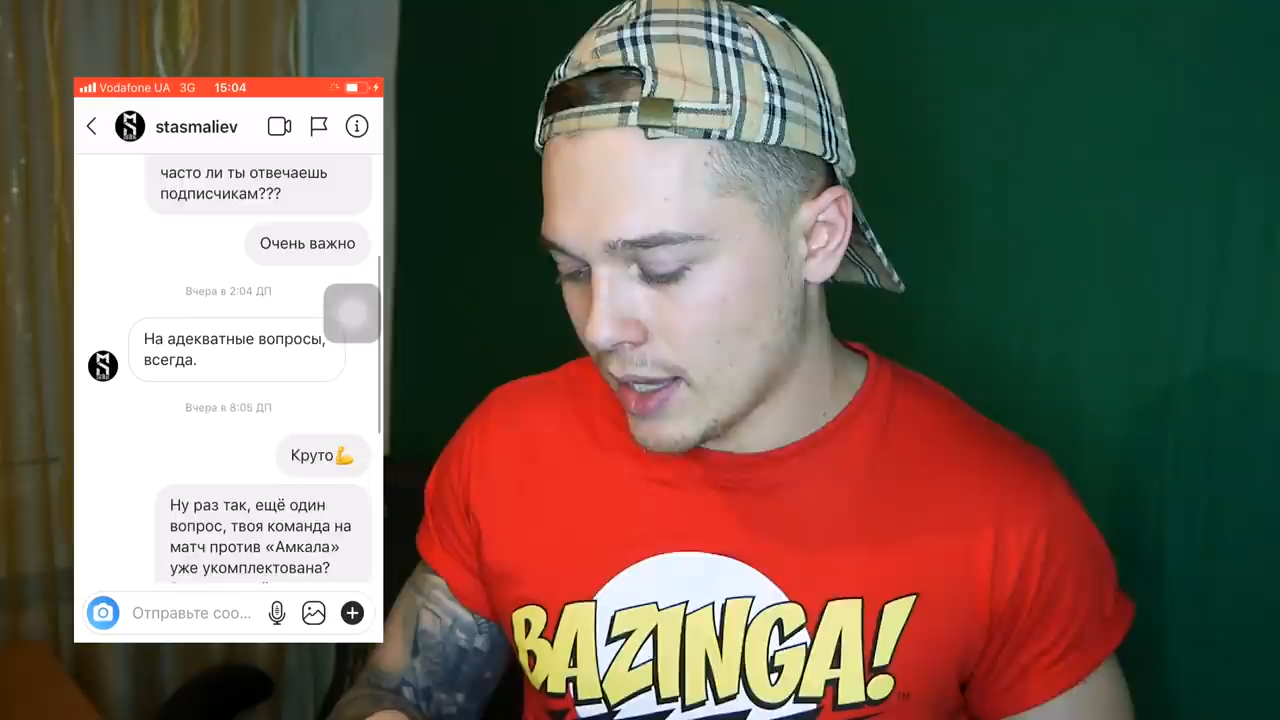 Vodafone UA 3G 15:04
stasmaliev
часто ли ты отвечаешь
подписчикам???
Очень важно
Вчера в 2:04 ДП
На адекватные вопросы,
всегда.
Вчера в 8:05 ДП
Круто💪
Ну раз так, ещё один
вопрос, твоя команда на
матч против «Амкала»
уже укомплектована?
Отправьте соо...
BAZINGA!
TM